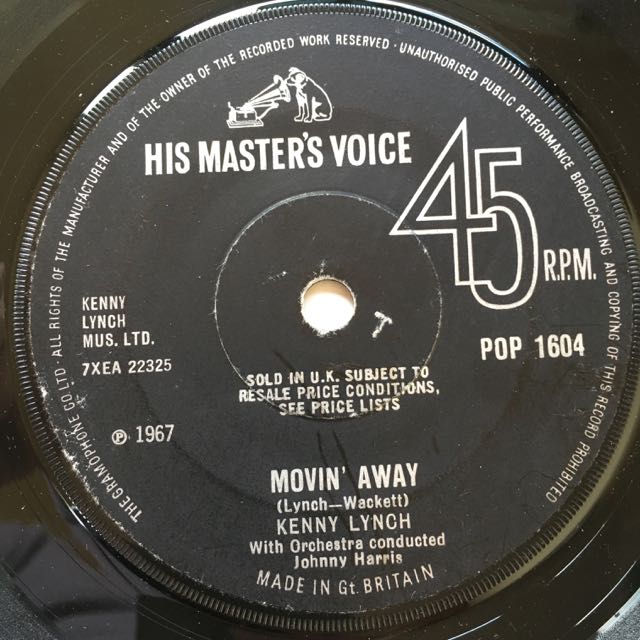 THE GRAMOPHONE CO. LTD · ALL RIGHTS OF THE MANUFACTURER AND OF THE OWNER OF THE RECORDED WORK RESERVED · UNAUTHORISED PUBLIC PERFORMANCE BROADCASTING AND COPYING OF THIS RECORD PROHIBITED
HIS MASTER'S VOICE
45
R.P.M.
KENNY
LYNCH
MUS. LTD.
7XEA 22325
POP 1604
SOLD IN U.K. SUBJECT TO
RESALE PRICE CONDITIONS,
SEE PRICE LISTS
℗ 1967
MOVIN' AWAY
(Lynch—Wackett)
KENNY LYNCH
With Orchestra conducted
Johnny Harris
MADE IN Gt. BRITAIN